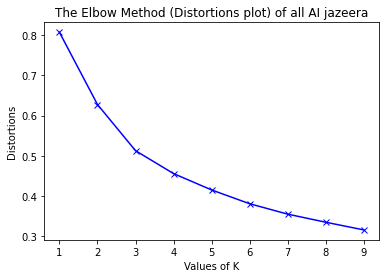 The Elbow Method (Distortions plot) of all AI jazeera
0.8
0.7
0.6
0.5
0.4
0.3
Distortions
1 2 3 4 5 6 7 8 9
Values of K